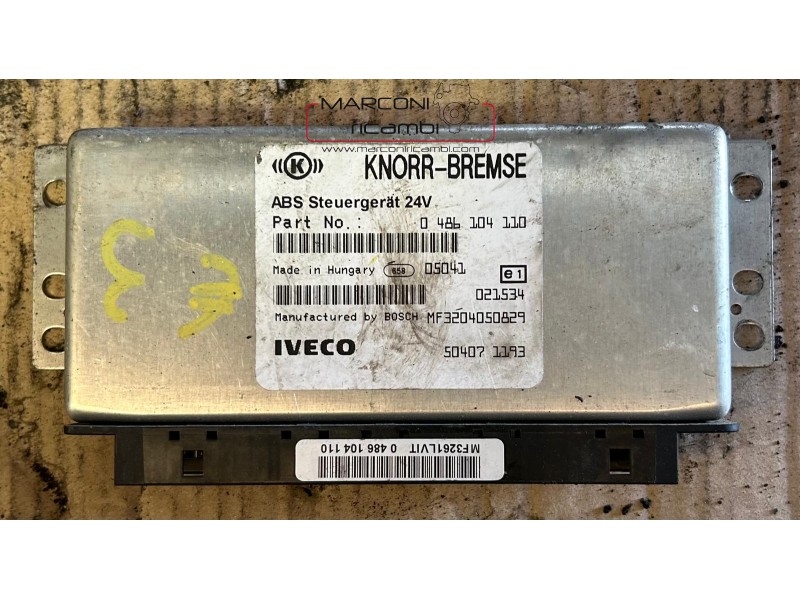 MARCONI
ricambi
www.marconiricambi.com
((K)) KNORR-BREMSE
ABS Steuergerät 24V
Part No.: 0 486 104 110
Made in Hungary 658 05041 e1
021534
Manufactured by BOSCH MF3204050829
IVECO 50407 1193
MF3261LVIT 0 486 104 110